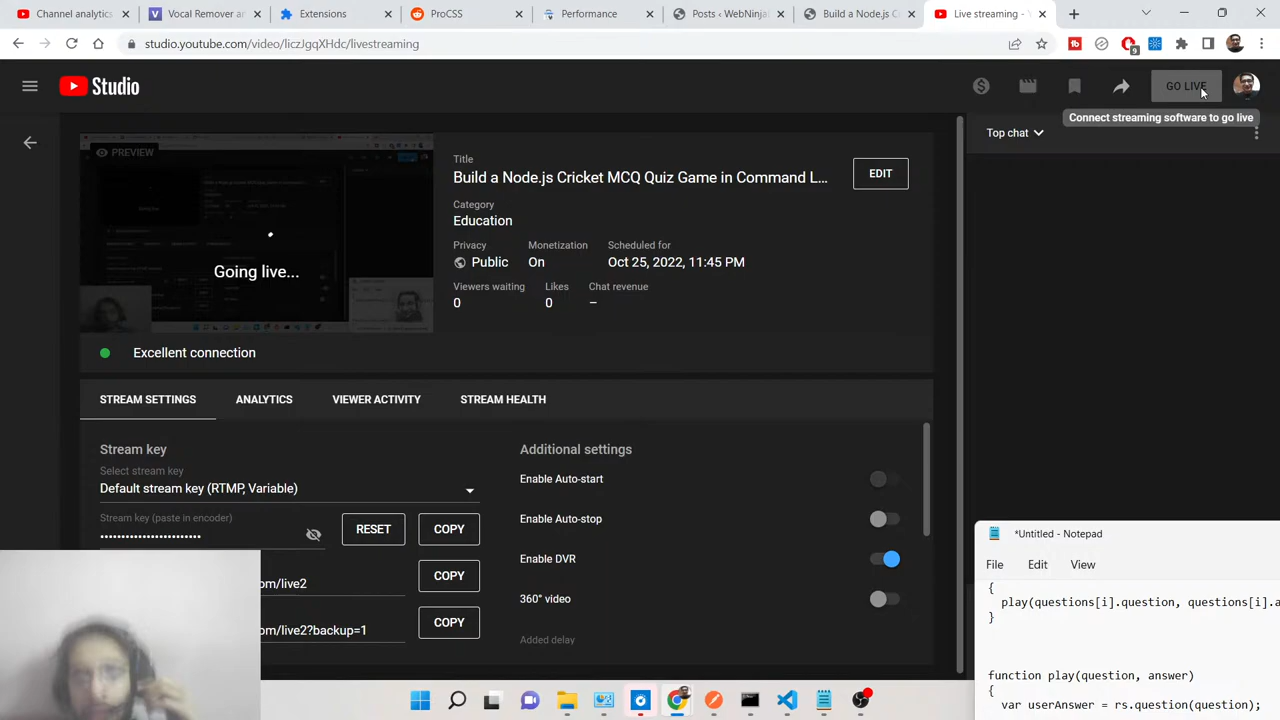 Channel analytics
Vocal Remover an
Extensions
ProCSS
Performance
Posts ‹ WebNinja
Build a Node.js C
Live streaming - Y
studio.youtube.com/video/liczJgqXHdc/livestreaming
9
Studio
GO LIVE
Connect streaming software to go live
Top chat
PREVIEW
Going live...
Title
Build a Node.js Cricket MCQ Quiz Game in Command L...
EDIT
Category
Education
Privacy
Monetization
Scheduled for
Public
On
Oct 25, 2022, 11:45 PM
Viewers waiting
Likes
Chat revenue
0
0
–
Excellent connection
STREAM SETTINGS
ANALYTICS
VIEWER ACTIVITY
STREAM HEALTH
Stream key
Select stream key
Default stream key (RTMP, Variable)
Stream key (paste in encoder)
••••••••••••••••••••••••
RESET
COPY
om/live2
COPY
om/live2?backup=1
COPY
Additional settings
Enable Auto-start
Enable Auto-stop
Enable DVR
360° video
Added delay
*Untitled - Notepad
File
Edit
View
{
play(questions[i].question, questions[i].a
}
function play(question, answer)
{
var userAnswer = rs.question(question);